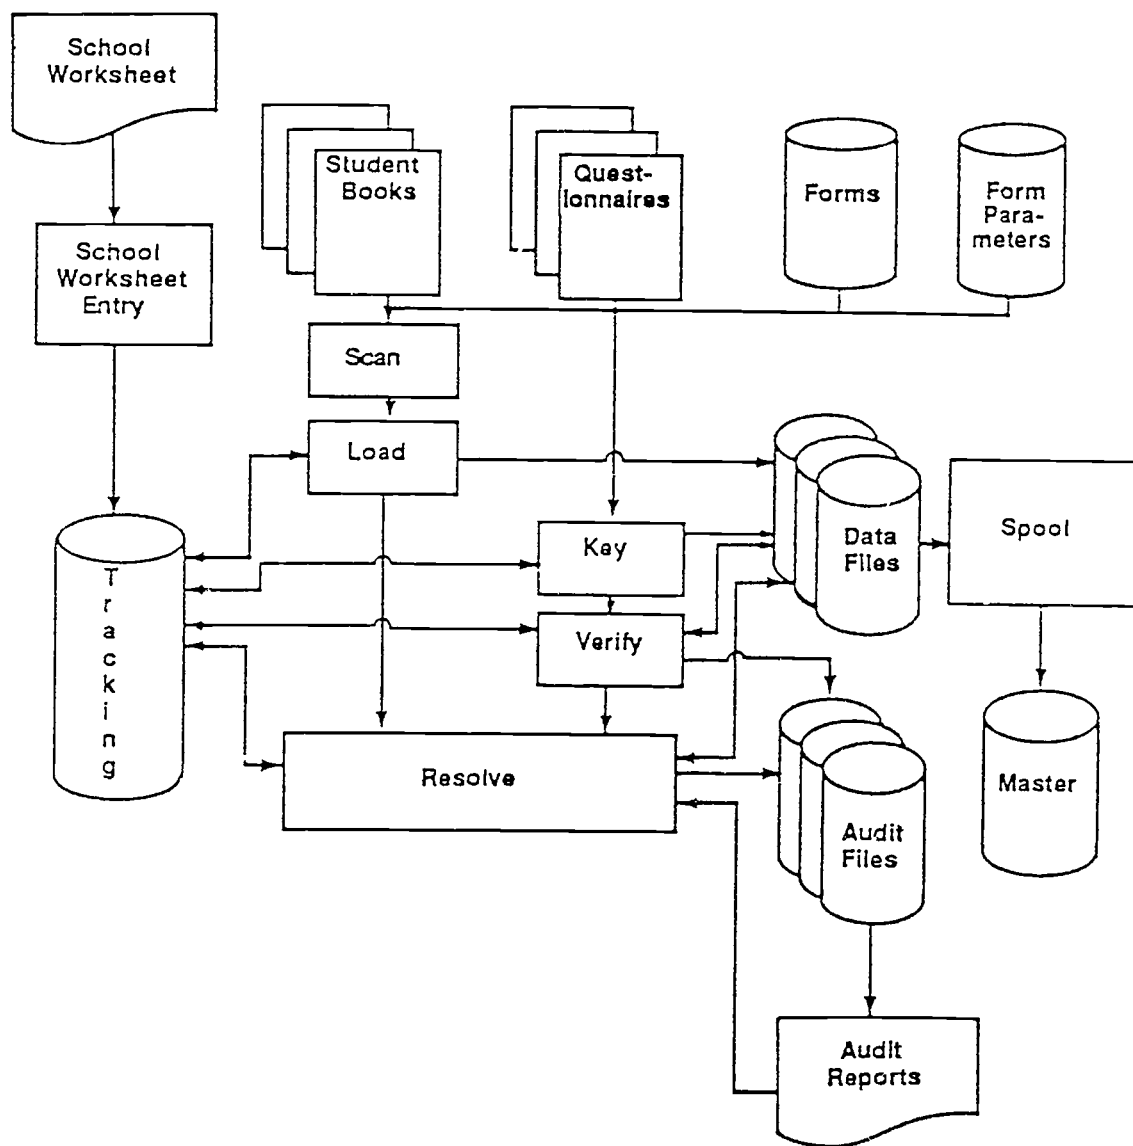 School
Worksheet
Student
Books
Quest-
ionnaires
Forms
Form
Para-
meters
School
Worksheet
Entry
Scan
Load
Key
Data
Files
Spool
Tracking
Verify
Resolve
Master
Audit
Files
Audit
Reports